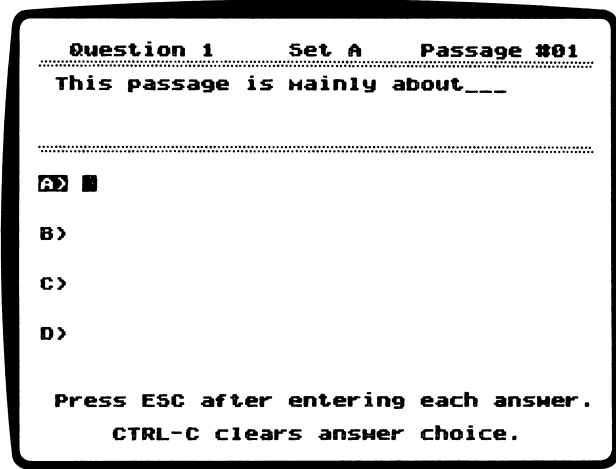 Question 1 Set A Passage #01
This passage is mainly about___
A>
B>
C>
D>
Press ESC after entering each answer.
CTRL-C clears answer choice.